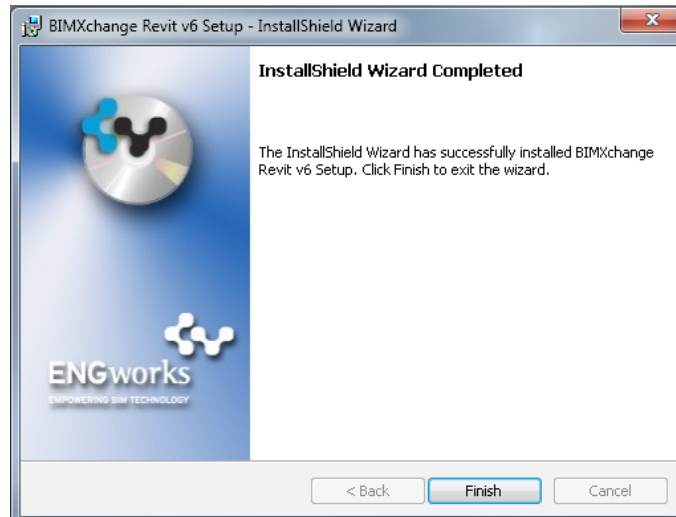 BIMXchange Revit v6 Setup - InstallShield Wizard
InstallShield Wizard Completed
The InstallShield Wizard has successfully installed BIMXchange
Revit v6 Setup. Click Finish to exit the wizard.
ENGworks
EMPOWERING BIM TECHNOLOGY
< Back
Finish
Cancel